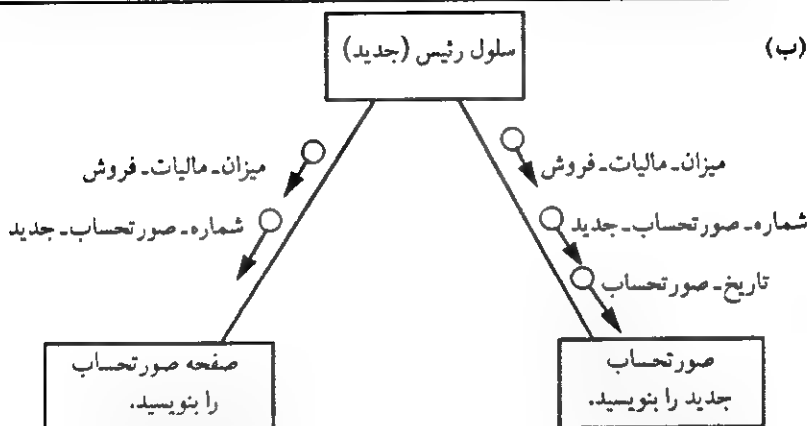 (ب)
سلول رئیس (جدید)
میزان-مالیات-فروش
شماره-صورتحساب-جدید
تاریخ-صورتحساب
میزان-مالیات-فروش
شماره-صورتحساب-جدید
صورتحساب
جدید را بنویسید.
صفحه صورتحساب
را بنویسید.